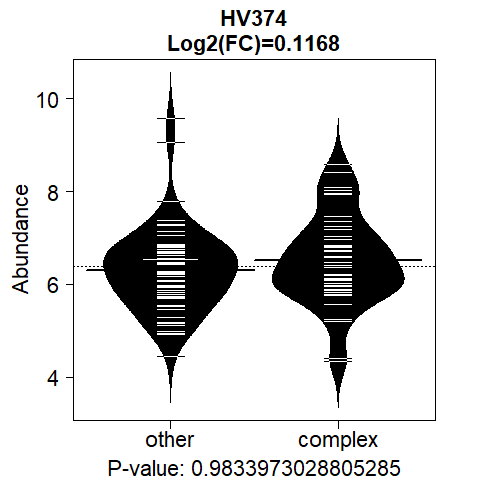 HV374
Log2(FC)=0.1168
Abundance
10
8
6
4
other complex
P-value: 0.9833973028805285